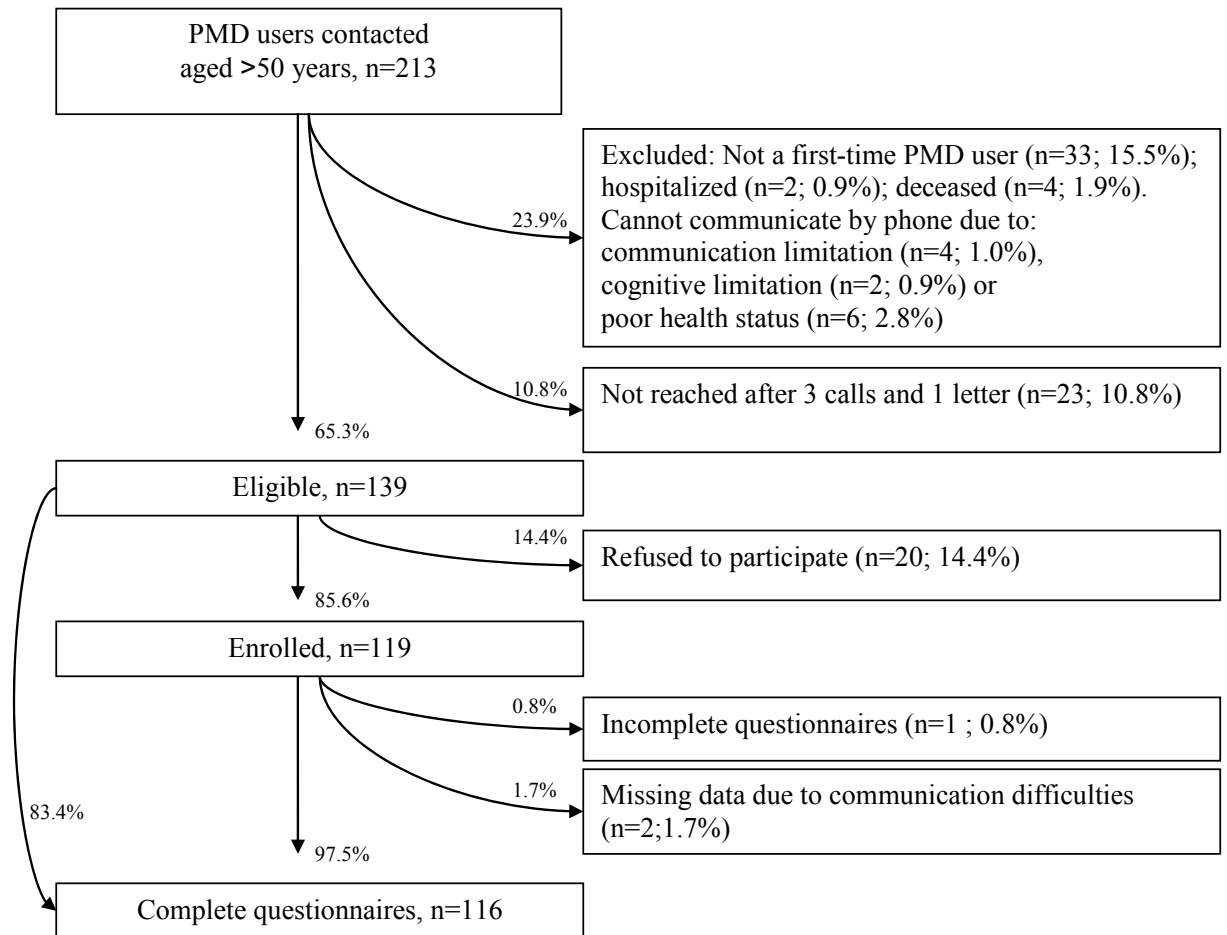 PMD users contacted
aged >50 years, n=213
Excluded: Not a first-time PMD user (n=33; 15.5%);
hospitalized (n=2; 0.9%); deceased (n=4; 1.9%).
Cannot communicate by phone due to:
communication limitation (n=4; 1.0%),
cognitive limitation (n=2; 0.9%) or
poor health status (n=6; 2.8%)
23.9%
Not reached after 3 calls and 1 letter (n=23; 10.8%)
10.8%
65.3%
Eligible, n=139
14.4%
Refused to participate (n=20; 14.4%)
85.6%
Enrolled, n=119
0.8%
Incomplete questionnaires (n=1 ; 0.8%)
1.7%
Missing data due to communication difficulties
(n=2;1.7%)
83.4%
97.5%
Complete questionnaires, n=116